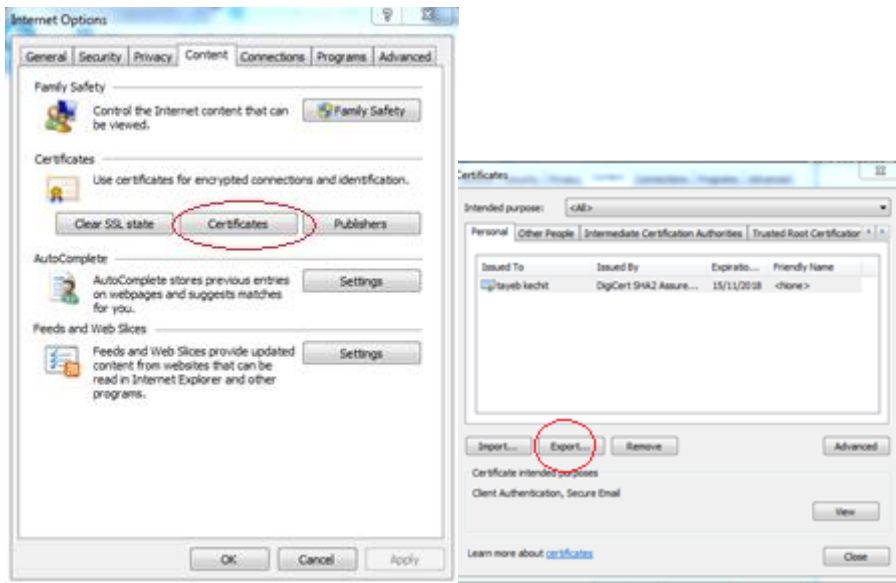 Internet Options
General Security Privacy Content Connections Programs Advanced
Family Safety
Control the Internet content that can
be viewed.
Family Safety
Certificates
Use certificates for encrypted connections and identification.
Clear SSL state Certificates Publishers
AutoComplete
AutoComplete stores previous entries
on webpages and suggests matches
for you.
Settings
Feeds and Web Slices
Feeds and Web Slices provide updated
content from websites that can be
read in Internet Explorer and other
programs.
Settings
OK Cancel Apply
Certificates
Intended purpose: <All>
Personal Other People Intermediate Certification Authorities Trusted Root Certification
Issued To Issued By Expiratio... Friendly Name
tayeb kechit DigiCert SHA2 Assure... 15/11/2018 <None>
Import... Export... Remove Advanced
Certificate intended purposes
Client Authentication, Secure Email
View
Learn more about certificates
Close